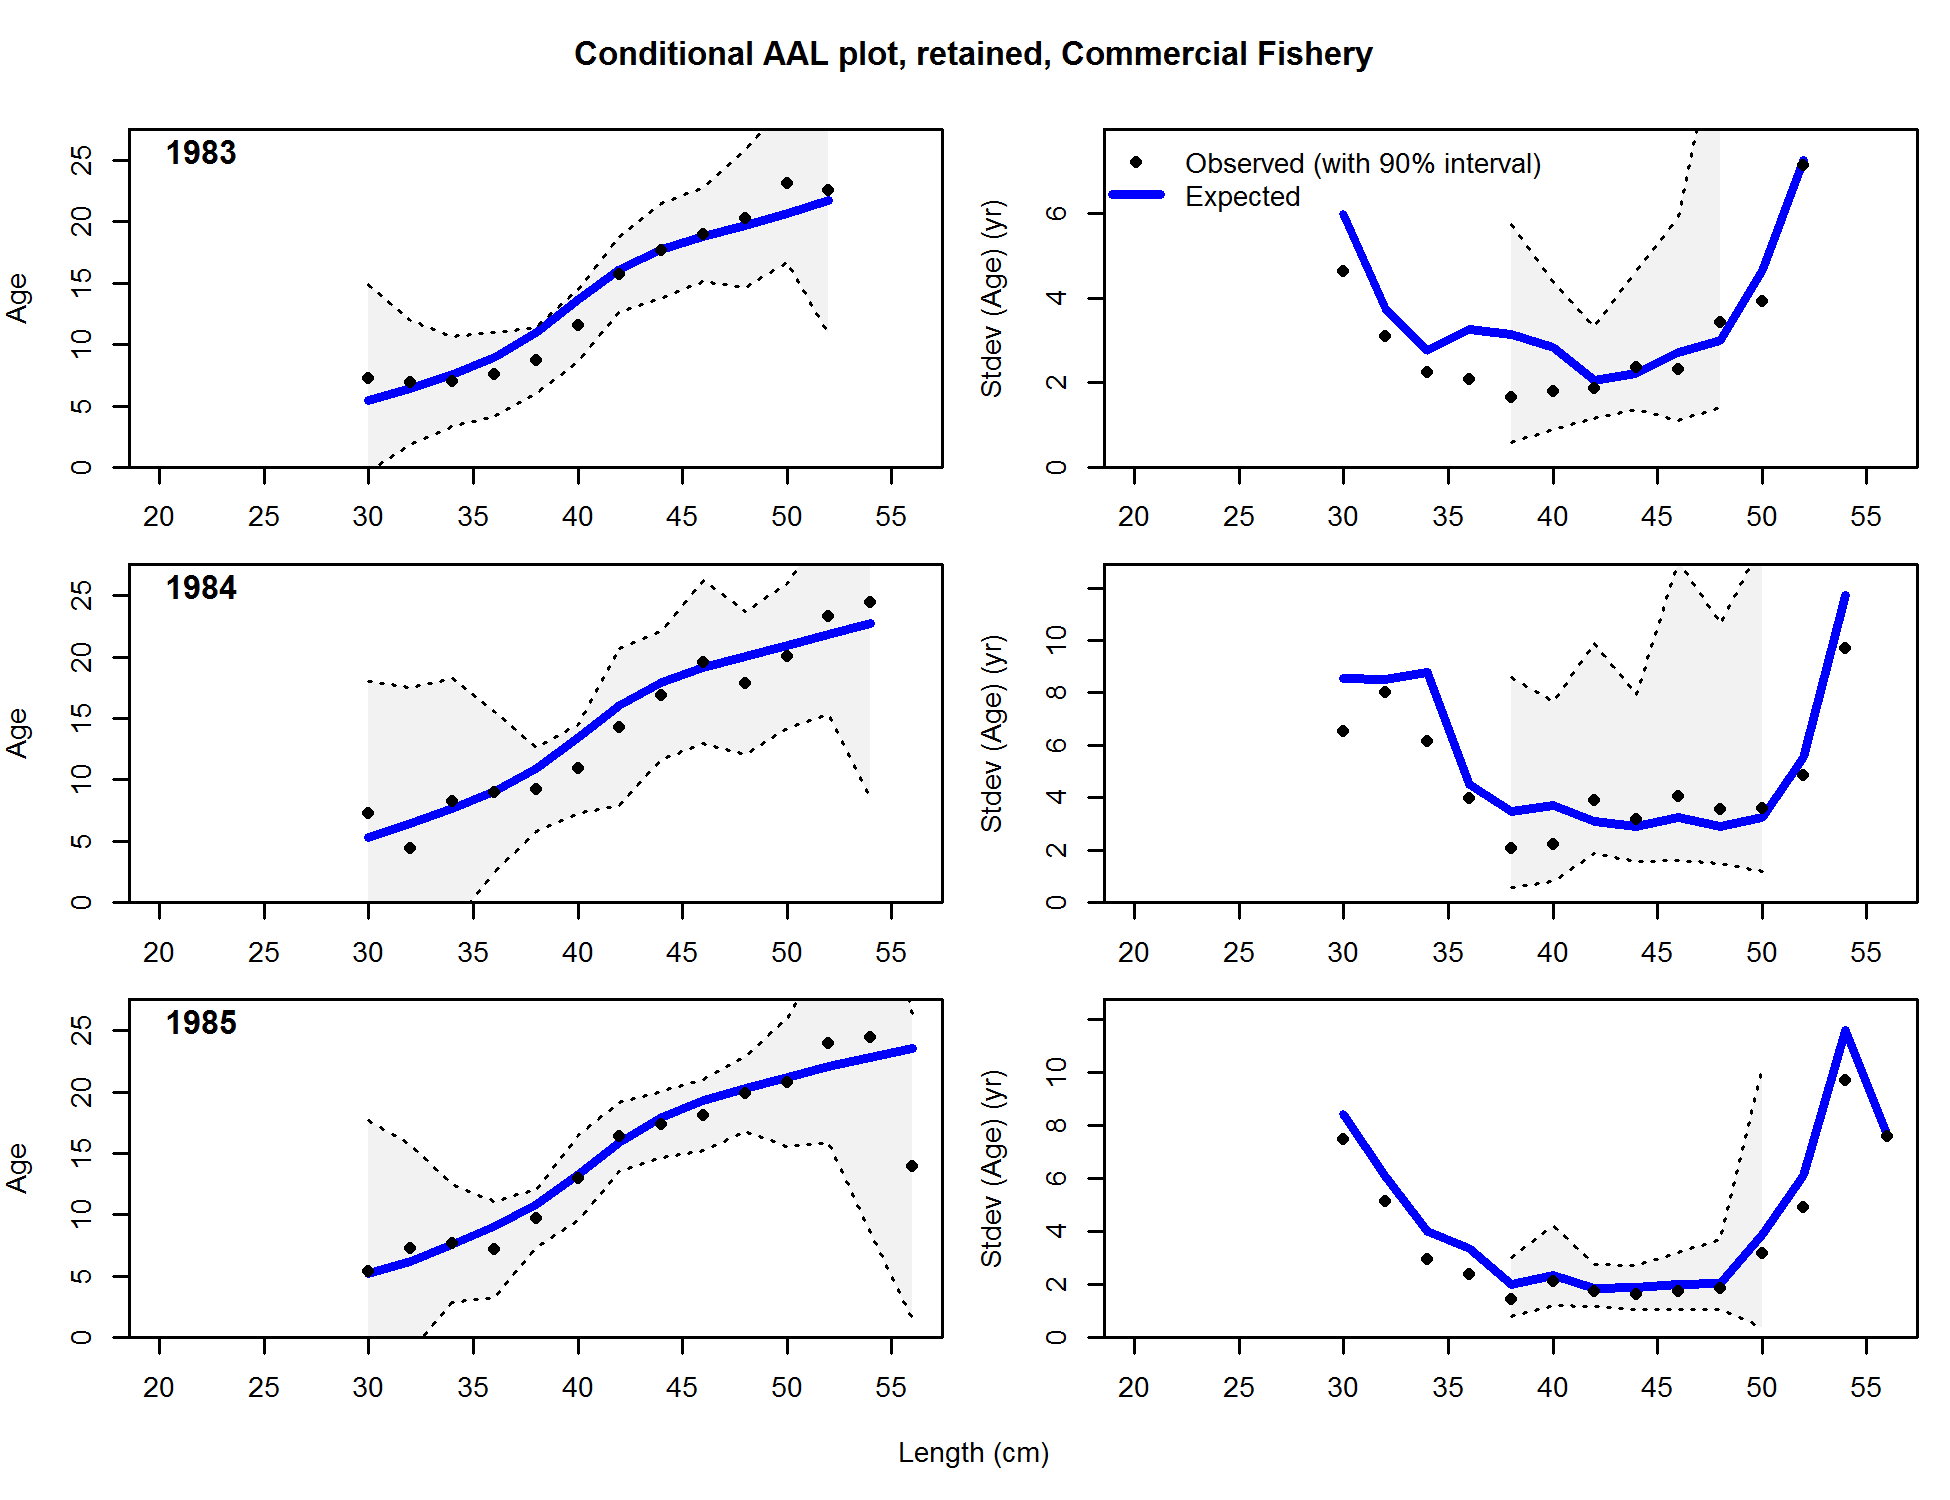 Conditional AAL plot, retained, Commercial Fishery
1983
Age
0 5 10 15 20 25
20 25 30 35 40 45 50 55
Observed (with 90% interval)
Expected
Stdev (Age) (yr)
0 2 4 6
20 25 30 35 40 45 50 55
1984
Age
0 5 10 15 20 25
20 25 30 35 40 45 50 55
Stdev (Age) (yr)
0 2 4 6 8 10
20 25 30 35 40 45 50 55
1985
Age
0 5 10 15 20 25
20 25 30 35 40 45 50 55
Stdev (Age) (yr)
0 2 4 6 8 10
20 25 30 35 40 45 50 55
Length (cm)